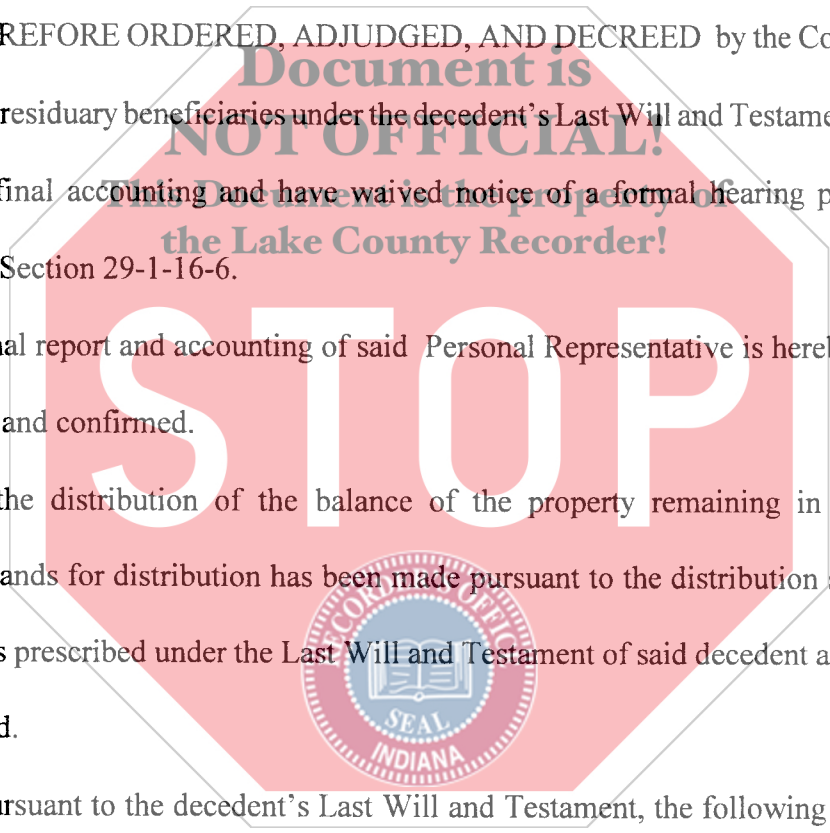 REFORE ORDERED, ADJUDGED, AND DECREED by the Co
Document is
residuary beneficiaries under the decedent's Last Will and Testame
NOT OFFICIAL!
final accounting and have waived notice of a formal hearing p
This Document is the property of
the Lake County Recorder!
Section 29-1-16-6.
STOP
al report and accounting of said Personal Representative is hereb
and confirmed.
the distribution of the balance of the property remaining in
ands for distribution has been made pursuant to the distribution
RECORDER'S OFFICE
s prescribed under the Last Will and Testament of said decedent a
SEAL
INDIANA
d.
rsuant to the decedent's Last Will and Testament, the following